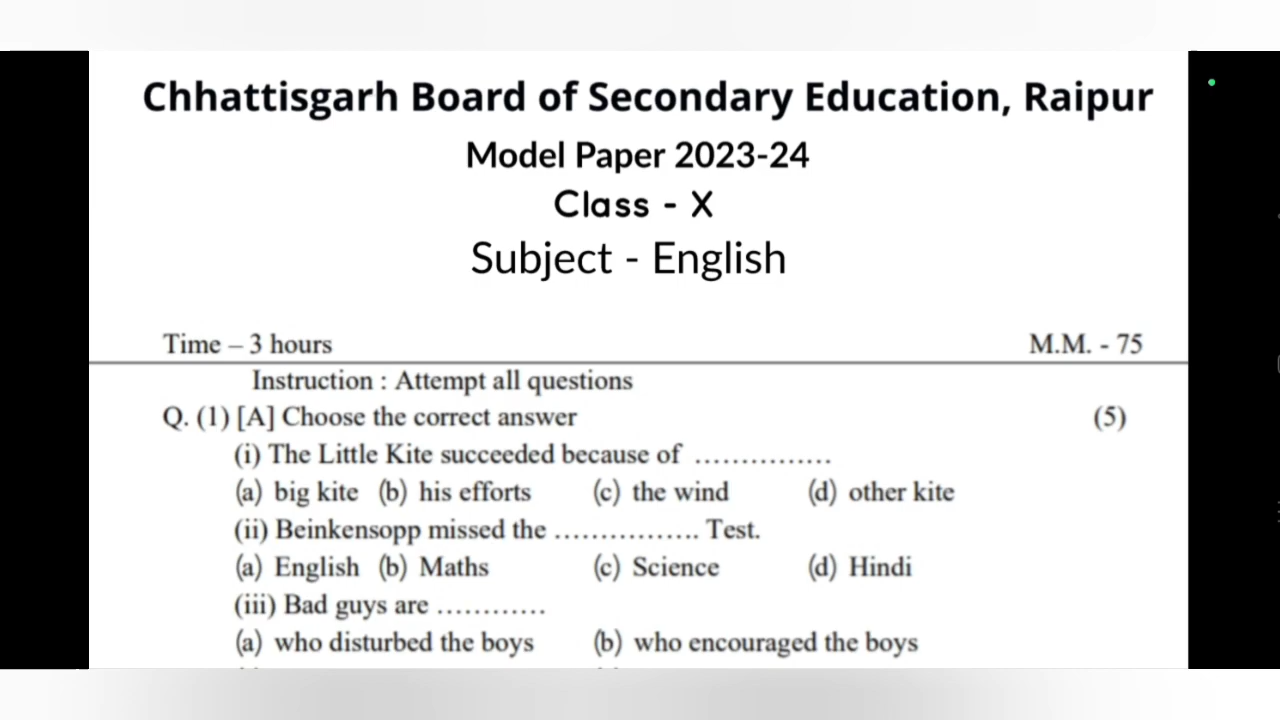 Chhattisgarh Board of Secondary Education, Raipur
Model Paper 2023-24
Class - X
Subject - English
Time – 3 hours M.M. - 75
Instruction : Attempt all questions
Q. (1) [A] Choose the correct answer (5)
(i) The Little Kite succeeded because of ...............
(a) big kite (b) his efforts (c) the wind (d) other kite
(ii) Beinkensopp missed the ................ Test.
(a) English (b) Maths (c) Science (d) Hindi
(iii) Bad guys are ............
(a) who disturbed the boys (b) who encouraged the boys